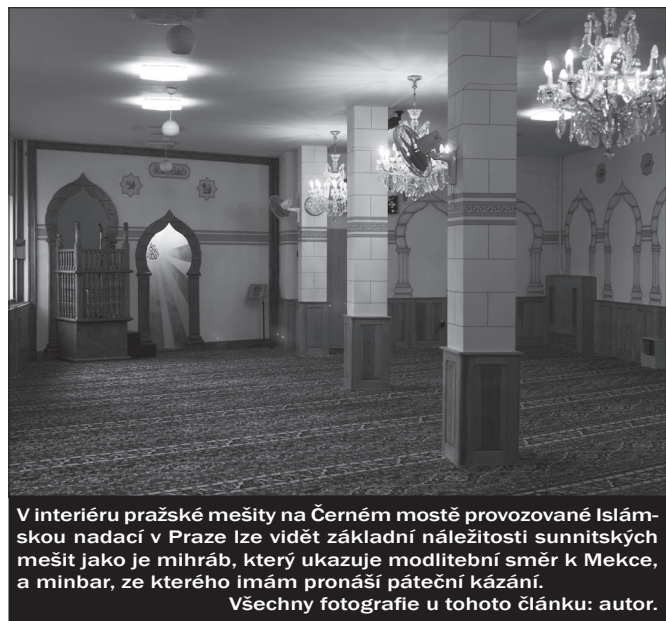 V interiéru pražské mešity na Černém mostě provozované Islám-
skou nadací v Praze lze vidět základní náležitosti sunnitských
mešit jako je mihráb, který ukazuje modlitební směr k Mekce,
a minbar, ze kterého imám pronáší páteční kázání.
Všechny fotografie u tohoto článku: autor.